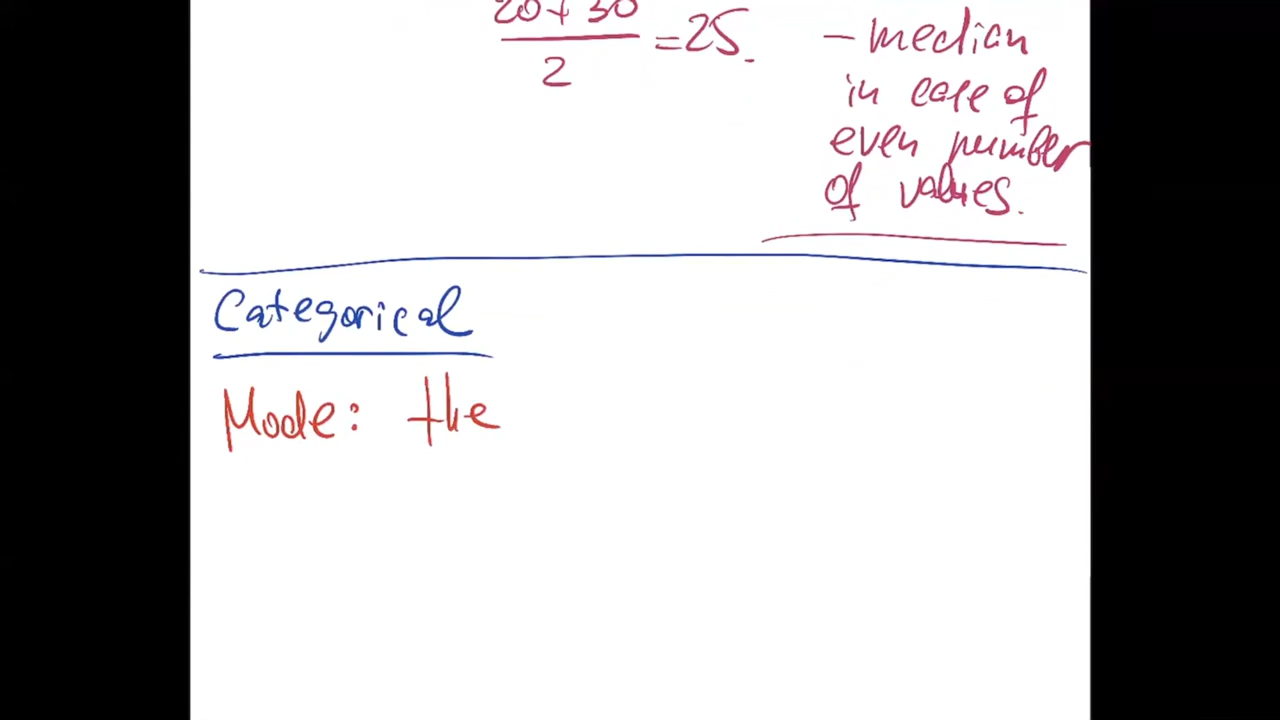 20+30
2
=25.
– median
in case of
even number
of values.
Categorical
Mode: the